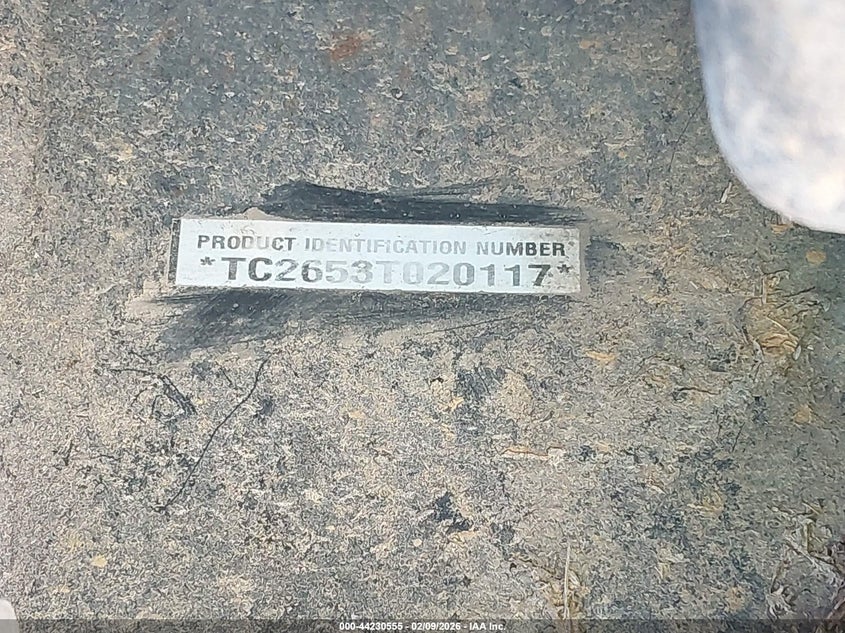 PRODUCT IDENTIFICATION NUMBER
*TC2653T020117*
000-44230555 - 02/09/2026 - IAA Inc.